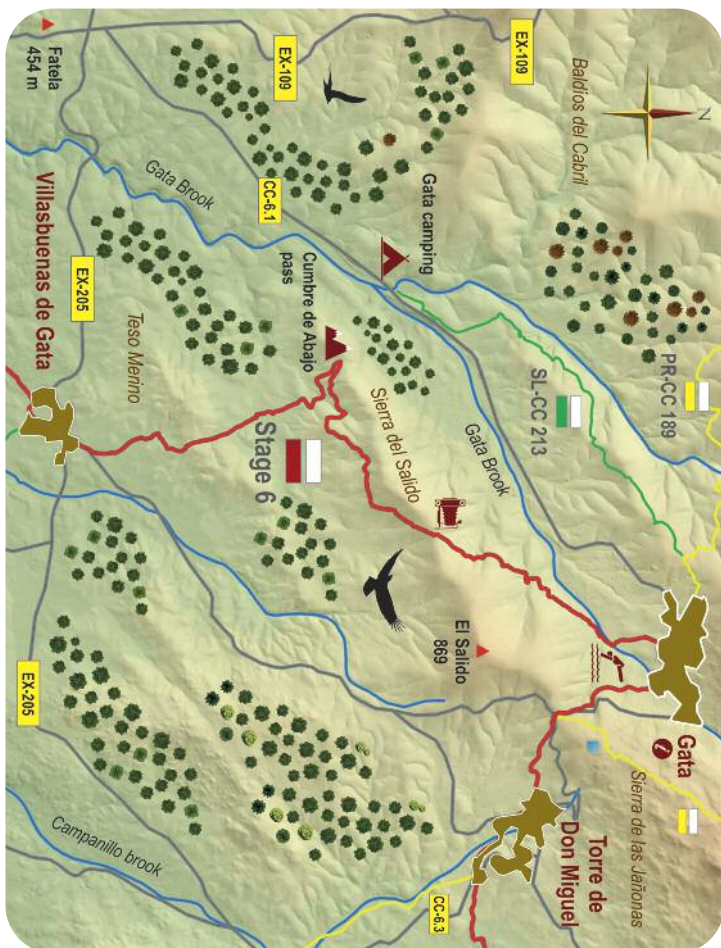 N
Baldios del Cabril
EX-109
EX-109
Fatela
454 m
Gata Brook
CC-6.1
Gata camping
PR-CC 189
SL-CC 213
Villasbuenas de Gata
EX-205
Teso Merino
Cumbre de Abajo
pass
Sierra del Salido
Gata Brook
Stage 6
El Salido
869
Gata
i
Sierra de las Jañonas
Torre de
Don Miguel
EX-205
Campanillo brook
CC-6.3